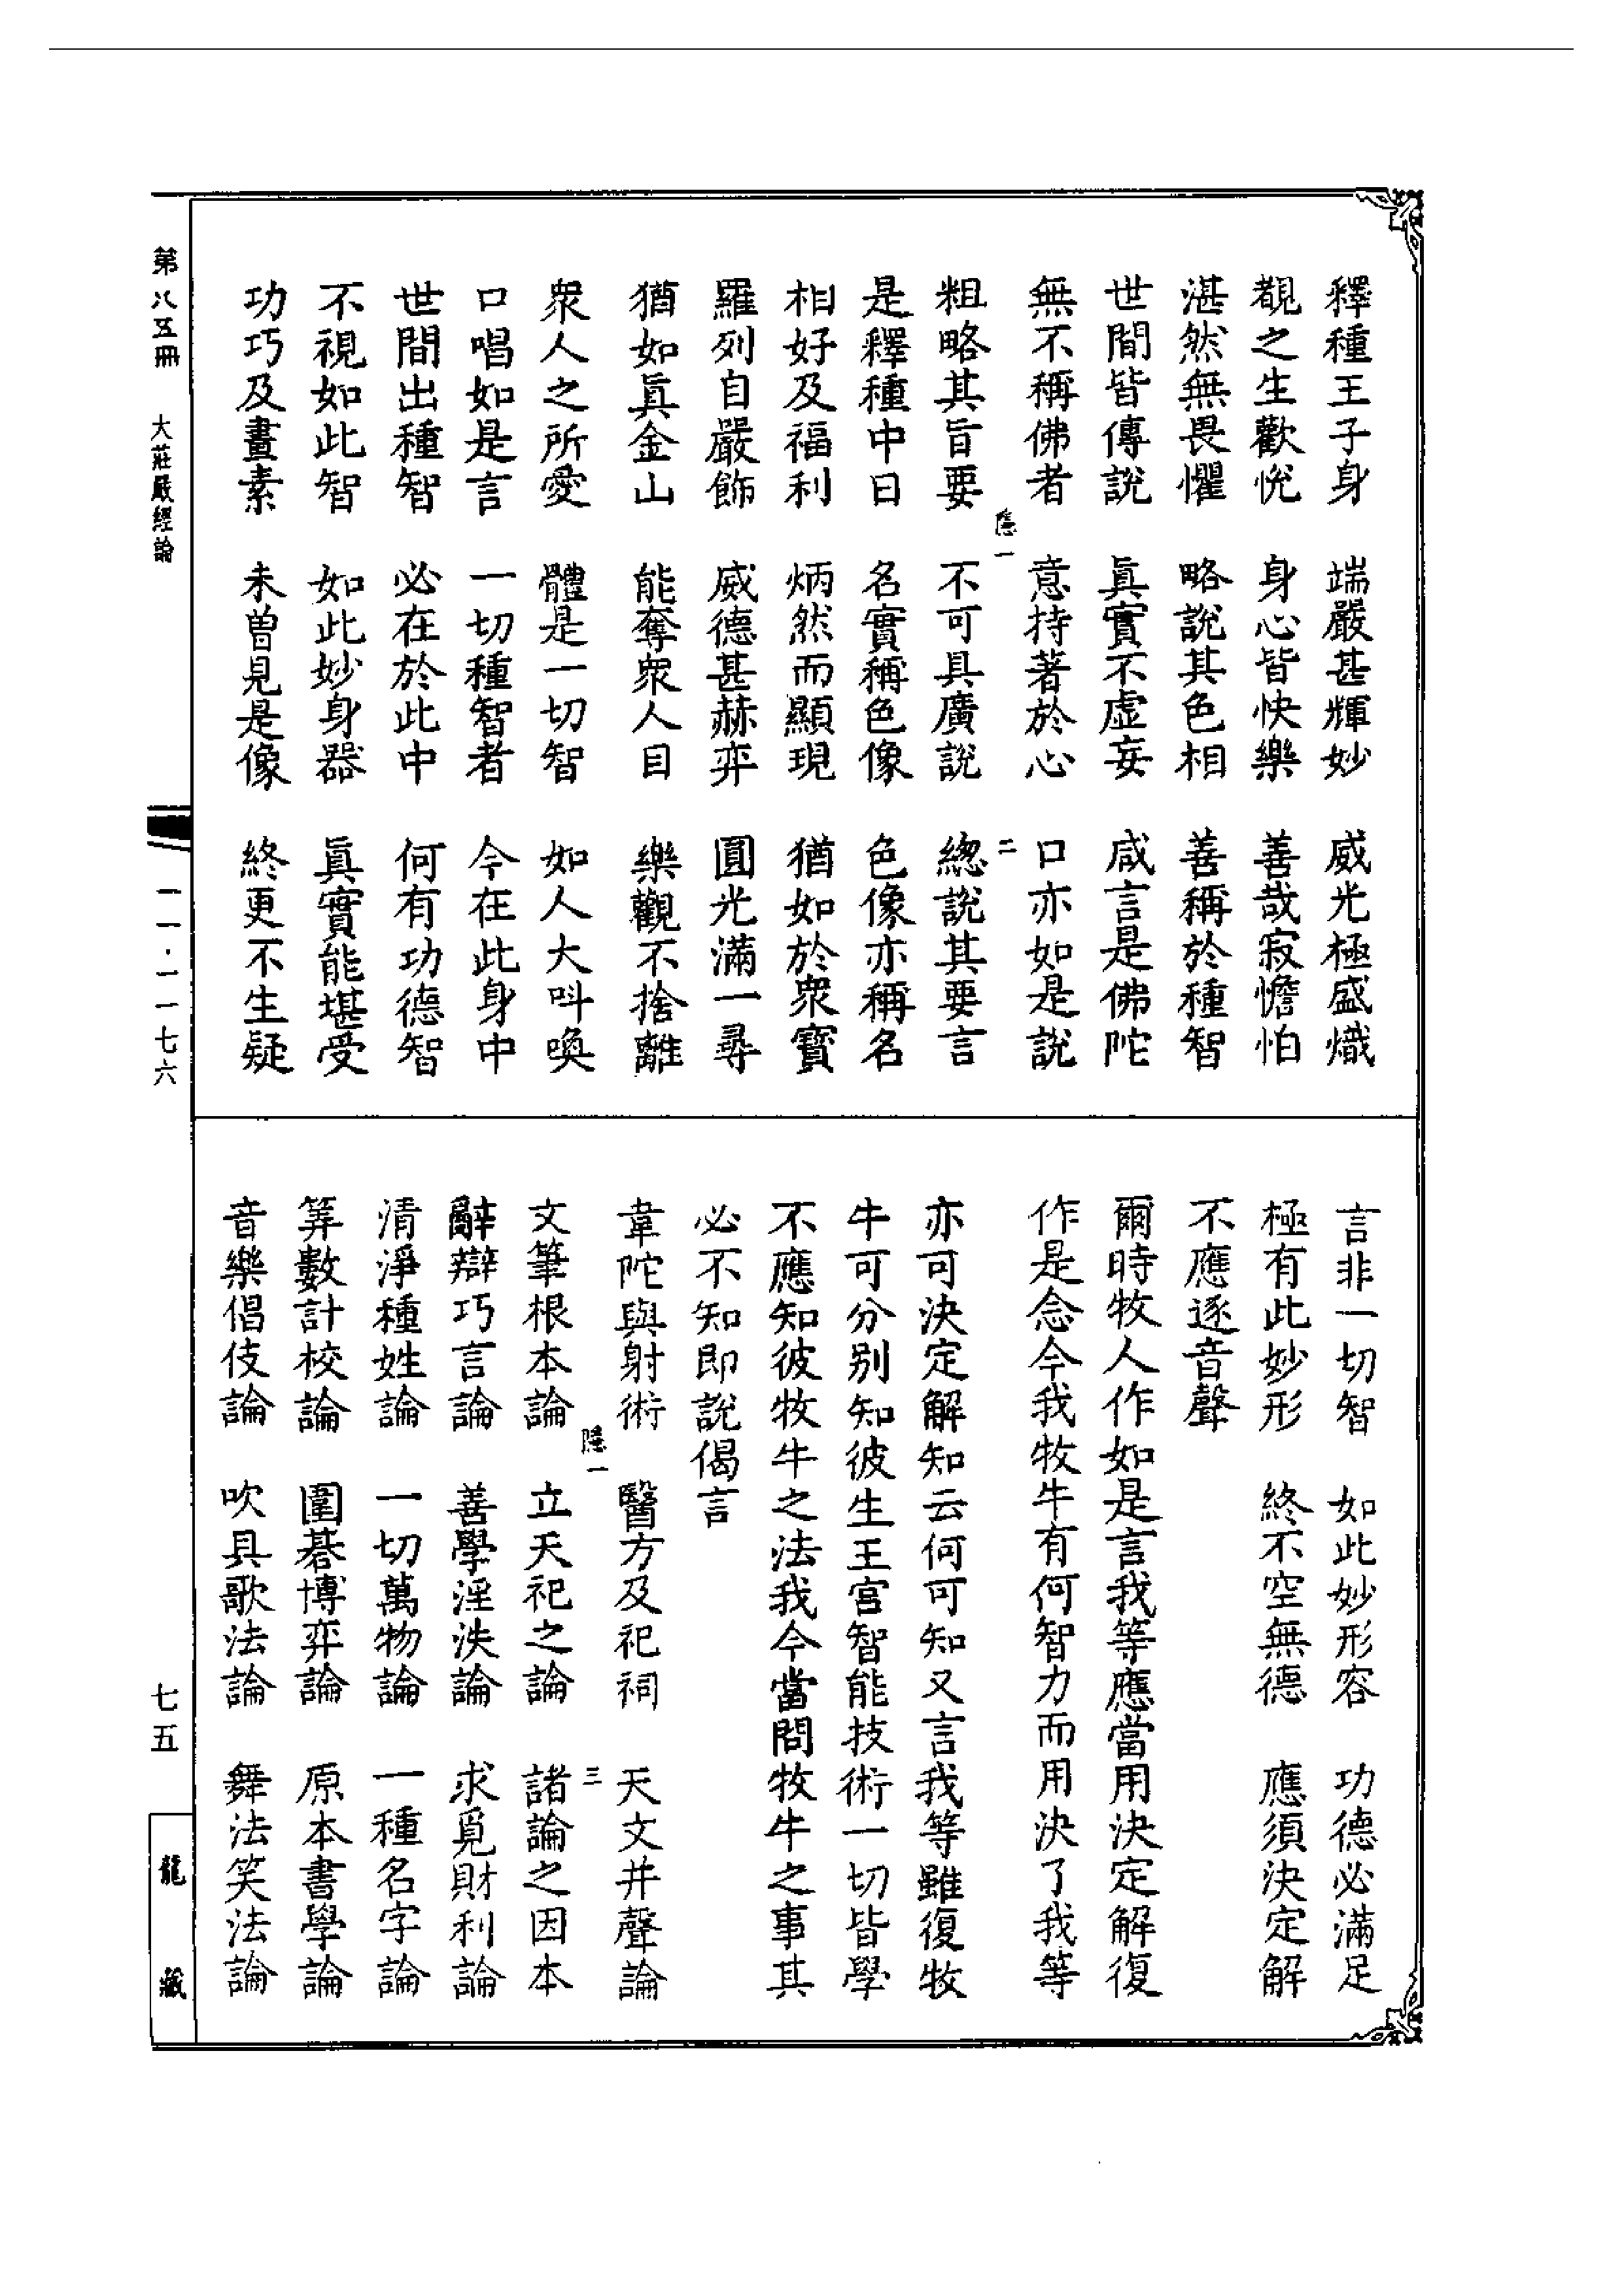 釋種王子身　端嚴甚輝妙　威光極盛熾
覩之生歡悅　身心皆快樂　善哉寂憺怕
湛然無畏懼　略說其色相　善稱於種智
世間皆傳說　眞實不虛妄　咸言是佛陀
無不稱佛者　意持著於心　口亦如是說
隱一　二
粗略其旨要　不可具廣說　總說其要言
是釋種中日　名實稱色像　色像亦稱名
相好及福利　炳然而顯現　猶如於衆寶
羅列自嚴飾　威德甚赫弈　圓光滿一尋
猶如眞金山　能奪衆人目　樂觀不捨離
衆人之所愛　體是一切智　如人大叫喚
口唱如是言　一切種智者　今在此身中
世間出種智　必在於此中　何有功德智
不視如此智　如此妙身器　眞實能堪受
功巧及畫素　未曾見是像　終更不生疑
言非一切智　如此妙形容　功德必滿足
極有此妙形　終不空無德　應須決定解
不應逐音聲
爾時牧人作如是言我等應當用決定解復
作是念今我牧牛有何智力而用決了我等
亦可決定解知云何可知又言我等雖復牧
牛可分別知彼生王宮智能技術一切皆學
不應知彼牧牛之法我今當問牧牛之事其
必不知即說偈言
韋陀與射術　醫方及祀祠　天文并聲論
隱一　三
文筆根本論　立天祀之論　諸論之因本
辭辯巧言論　善學淫泆論　求覓財利論
清淨種姓論　一切萬物論　一種名字論
筭數計校論　圍碁博弈論　原本書學論
音樂倡伎論　吹具歌法論　舞法笑法論
第八五冊　大莊嚴經論　一一·一一七六　七五　龍藏